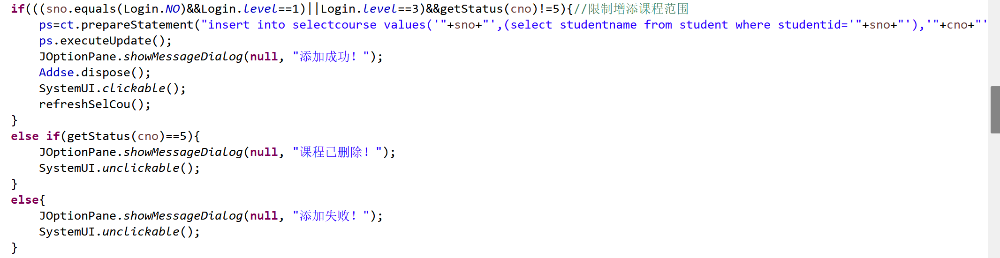 if(((sno.equals(Login.NO)&&Login.level==1)||Login.level==3)&&getStatus(cno)!=5){//限制增添课程范围
ps=ct.prepareStatement("insert into selectcourse values('"+sno+"',(select studentname from student where studentid='"+sno+"'),'"+cno+"'
ps.executeUpdate();
JOptionPane.showMessageDialog(null, "添加成功！");
Addse.dispose();
SystemUI.clickable();
refreshSelCou();
}
else if(getStatus(cno)==5){
JOptionPane.showMessageDialog(null, "课程已删除！");
SystemUI.unclickable();
}
else{
JOptionPane.showMessageDialog(null, "添加失败！");
SystemUI.unclickable();
}